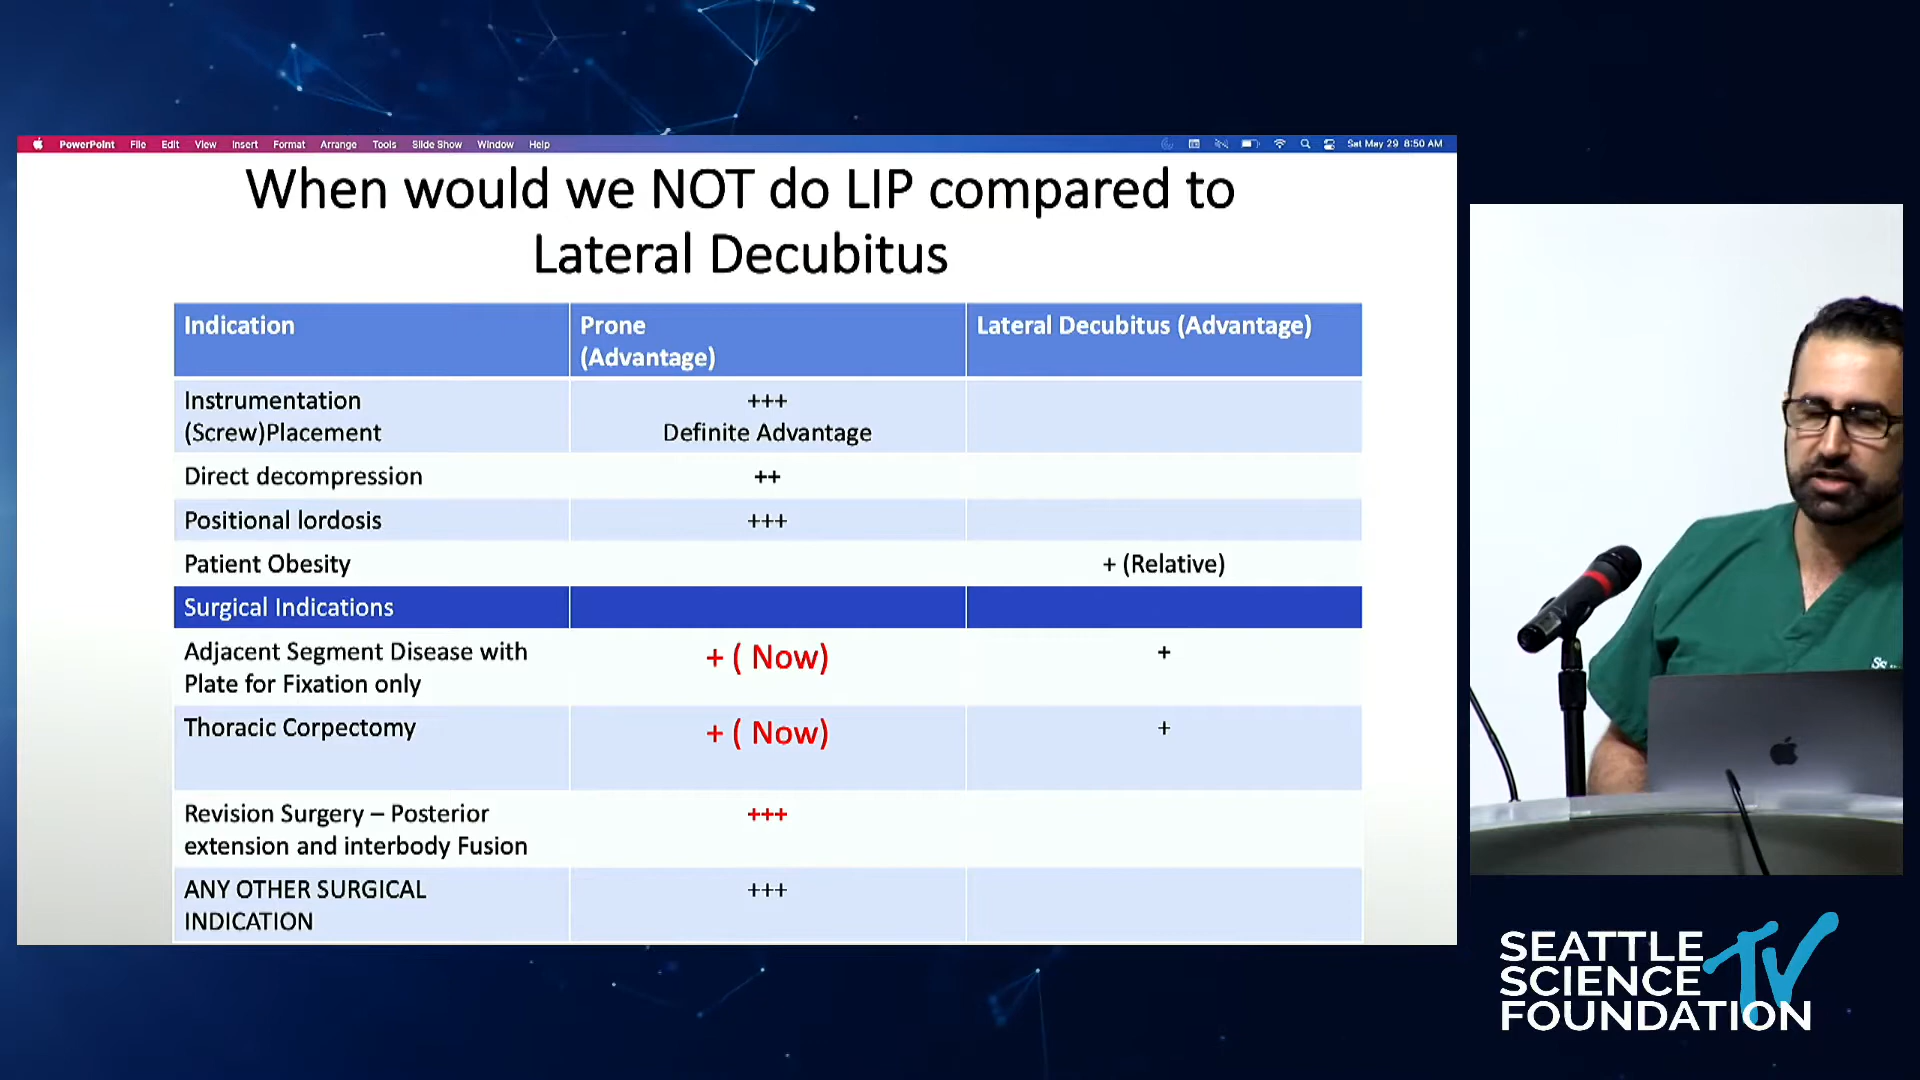 PowerPoint File Edit View Insert Format Arrange Tools Slide Show Window Help Sat May 29 8:50 AM
When would we NOT do LIP compared to
Lateral Decubitus
Indication
Prone
(Advantage)
Lateral Decubitus (Advantage)
Instrumentation
(Screw)Placement
+++
Definite Advantage
Direct decompression
++
Positional lordosis
+++
Patient Obesity
+ (Relative)
Surgical Indications
Adjacent Segment Disease with
Plate for Fixation only
+ ( Now)
+
Thoracic Corpectomy
+ ( Now)
+
Revision Surgery – Posterior
extension and interbody Fusion
+++
ANY OTHER SURGICAL
INDICATION
+++
SEATTLE
SCIENCE
FOUNDATION
TV